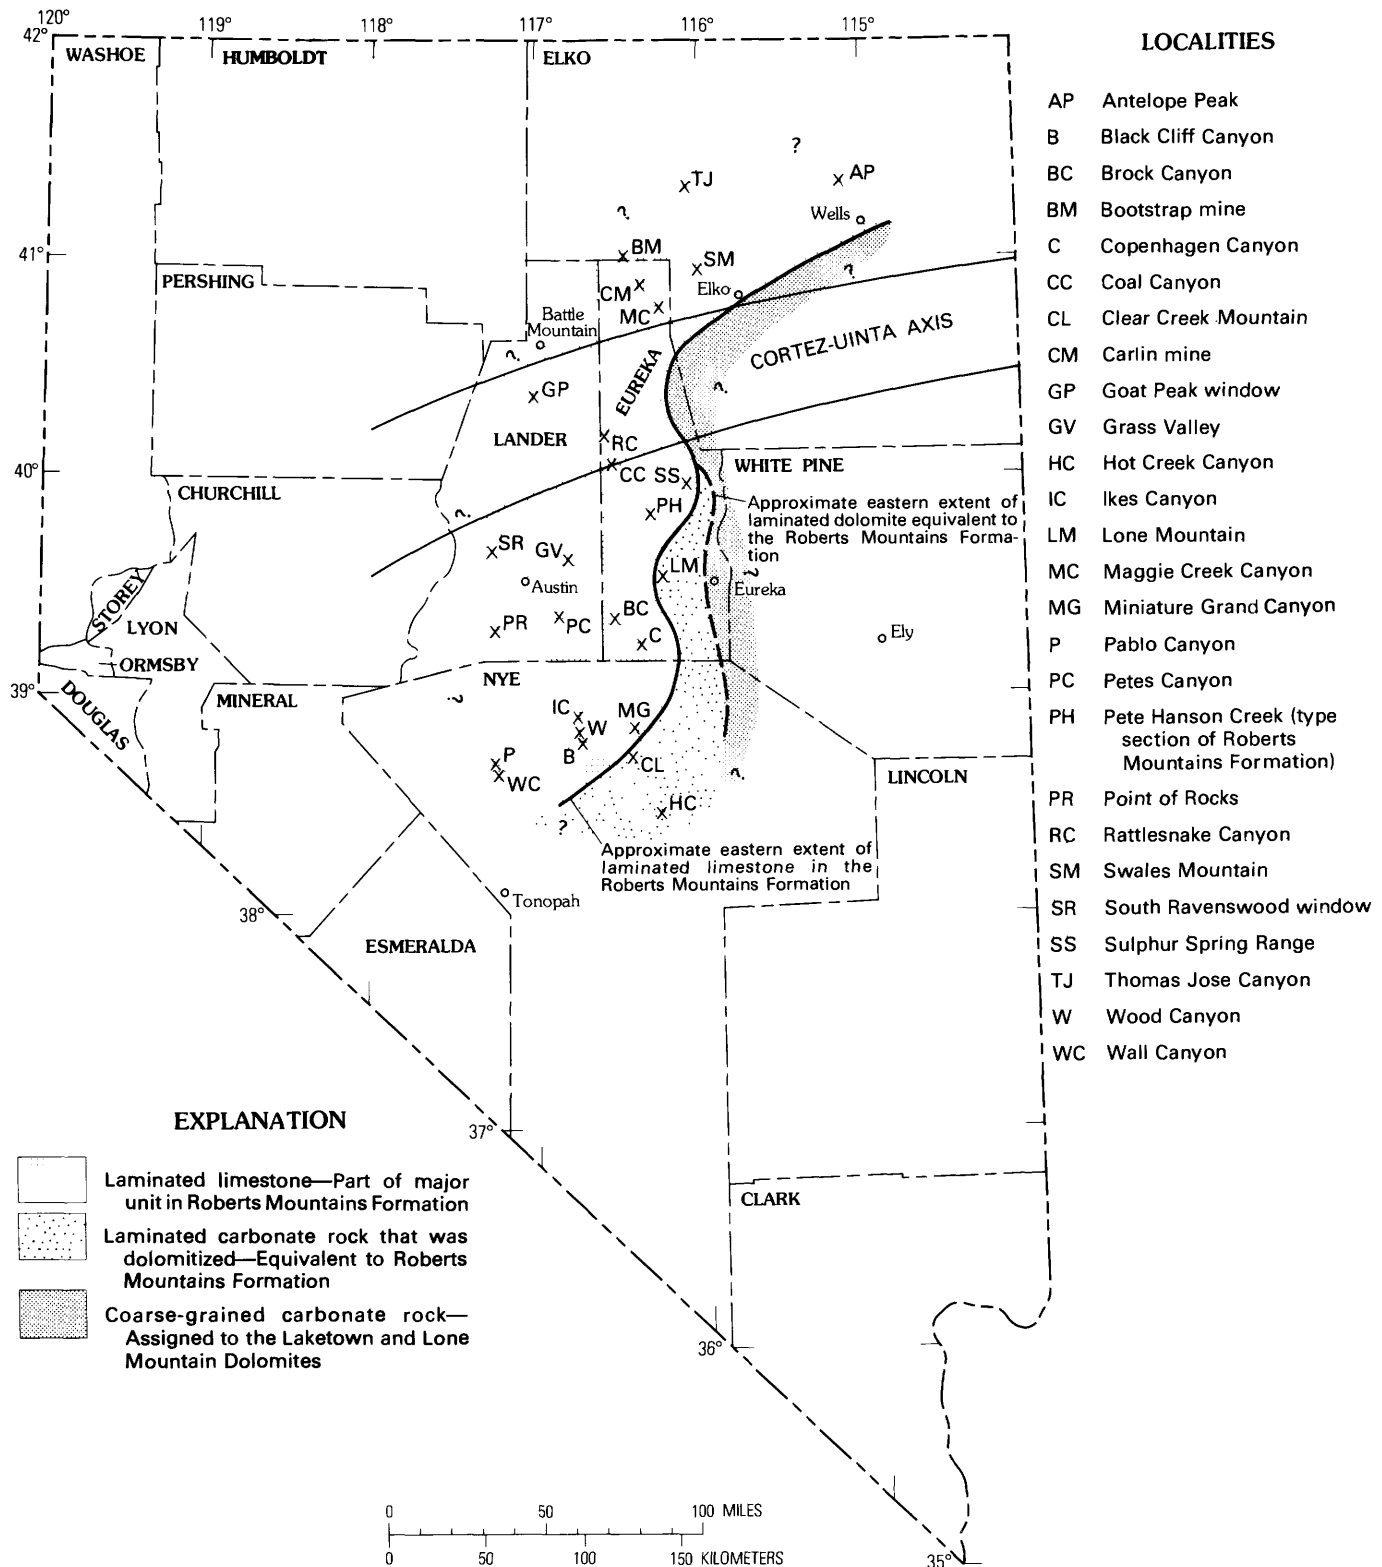 120° 119° 118° 117° 116° 115°
42°
WASHOE HUMBOLDT ELKO
LOCALITIES
AP Antelope Peak
B Black Cliff Canyon
BC Brock Canyon
BM Bootstrap mine
C Copenhagen Canyon
CC Coal Canyon
CL Clear Creek Mountain
CM Carlin mine
GP Goat Peak window
GV Grass Valley
HC Hot Creek Canyon
IC Ikes Canyon
LM Lone Mountain
MC Maggie Creek Canyon
MG Miniature Grand Canyon
P Pablo Canyon
PC Petes Canyon
PH Pete Hanson Creek (type
section of Roberts
Mountains Formation)
PR Point of Rocks
RC Rattlesnake Canyon
SM Swales Mountain
SR South Ravenswood window
SS Sulphur Spring Range
TJ Thomas Jose Canyon
W Wood Canyon
WC Wall Canyon
?
TJ
AP
?
Wells
41°
BM
SM
?
PERSHING
CM
Elko
MC
Battle
Mountain
?
EUREKA
CORTEZ-UINTA AXIS
GP
?
LANDER
RC
40°
CC SS
WHITE PINE
CHURCHILL
PH
Approximate eastern extent of
laminated dolomite equivalent to
the Roberts Mountains Forma-
tion
?
SR GV
LM
?
Austin
Eureka
STOREY
LYON
PR PC BC
C
Ely
ORMSBY
39°
DOUGLAS
MINERAL
NYE
?
IC
W
MG
B
P
WC
CL
?
LINCOLN
HC
?
Approximate eastern extent of
laminated limestone in the
Roberts Mountains Formation
Tonopah
38°
ESMERALDA
37°
CLARK
36°
35°
EXPLANATION
Laminated limestone—Part of major
unit in Roberts Mountains Formation
Laminated carbonate rock that was
dolomitized—Equivalent to Roberts
Mountains Formation
Coarse-grained carbonate rock—
Assigned to the Laketown and Lone
Mountain Dolomites
0 50 100 MILES
0 50 100 150 KILOMETERS